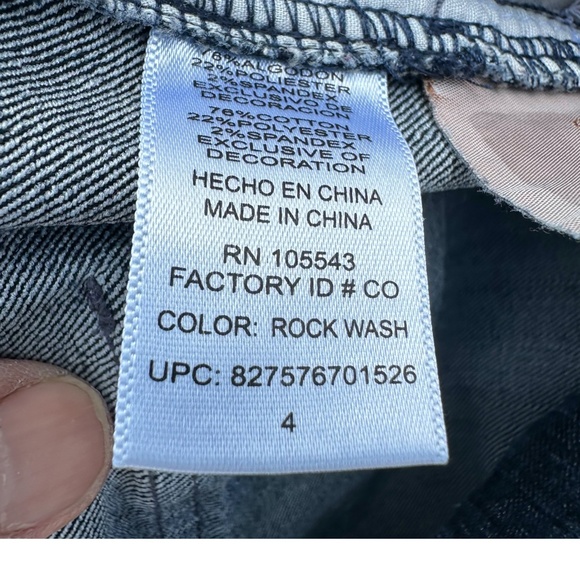 76%ALGODON
22%POLIESTER
2%SPANDEX
EXCLUSIVO DE
DECORACION
76%COTTON
22%POLYESTER
2%SPANDEX
EXCLUSIVE OF
DECORATION
HECHO EN CHINA
MADE IN CHINA
RN 105543
FACTORY ID # CO
COLOR: ROCK WASH
UPC: 827576701526
4